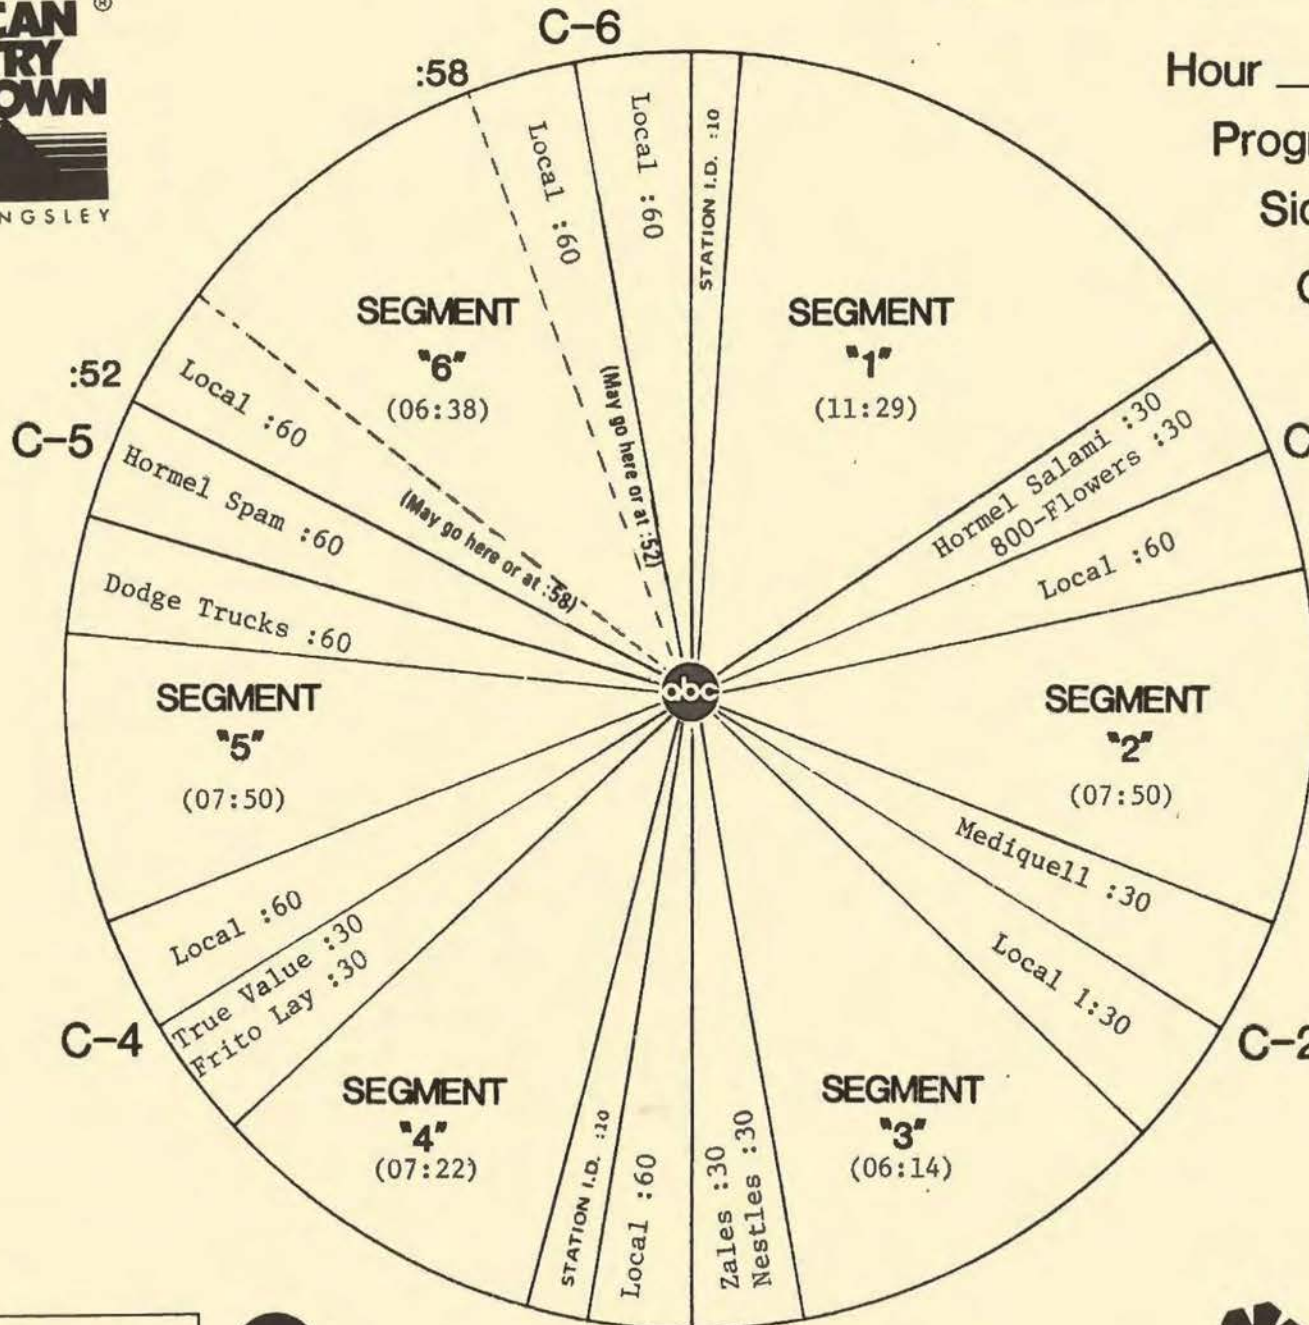 C-6
:58
Hour
Local :60
Local :60
STATION I.D. :10
SEGMENT
"6"
(06:38)
SEGMENT
"1"
(11:29)
:52
C-5
Local :60
(May go here or at :52)
(May go here or at :58)
Hormel Spam :60
Dodge Trucks :60
Hormel Salami :30
800-Flowers :30
Local :60
abc
SEGMENT
"5"
(07:50)
SEGMENT
"2"
(07:50)
Mediquell :30
Local 1:30
C-2
Local :60
True Value :30
Frito Lay :30
C-4
SEGMENT
"4"
(07:22)
SEGMENT
"3"
(06:14)
STATION I.D. :10
Local :60
Zales :30
Nestles :30